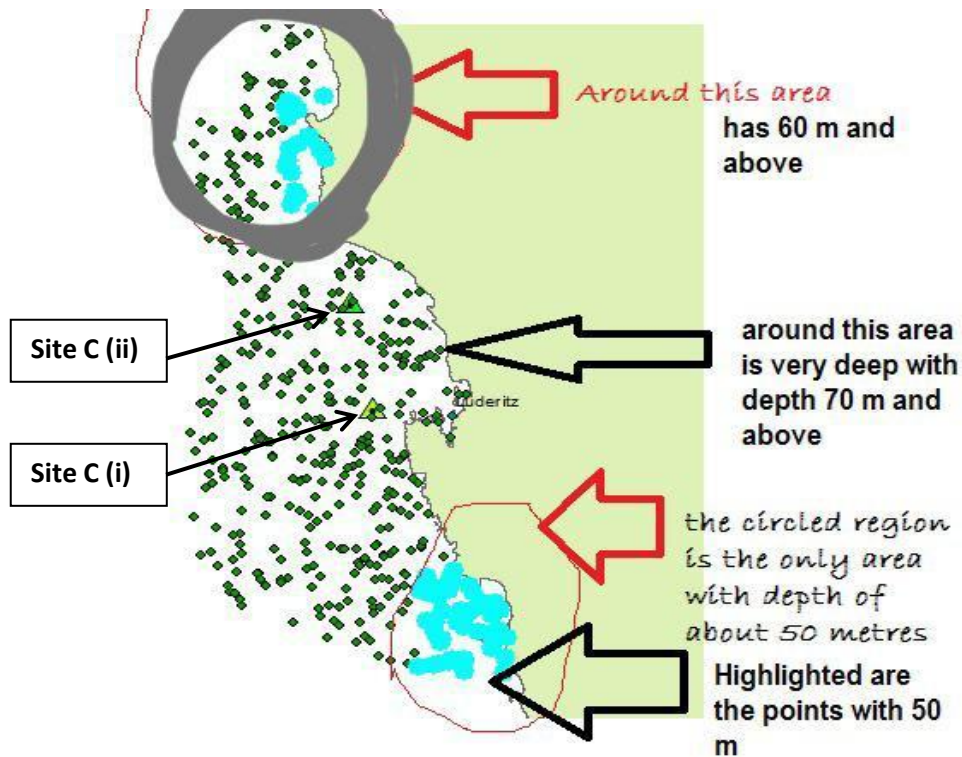 Around this area
has 60 m and
above
Site C (ii)
around this area
is very deep with
depth 70 m and
above
Lüderitz
Site C (i)
the circled region
is the only area
with depth of
about 50 metres
Highlighted are
the points with 50
m